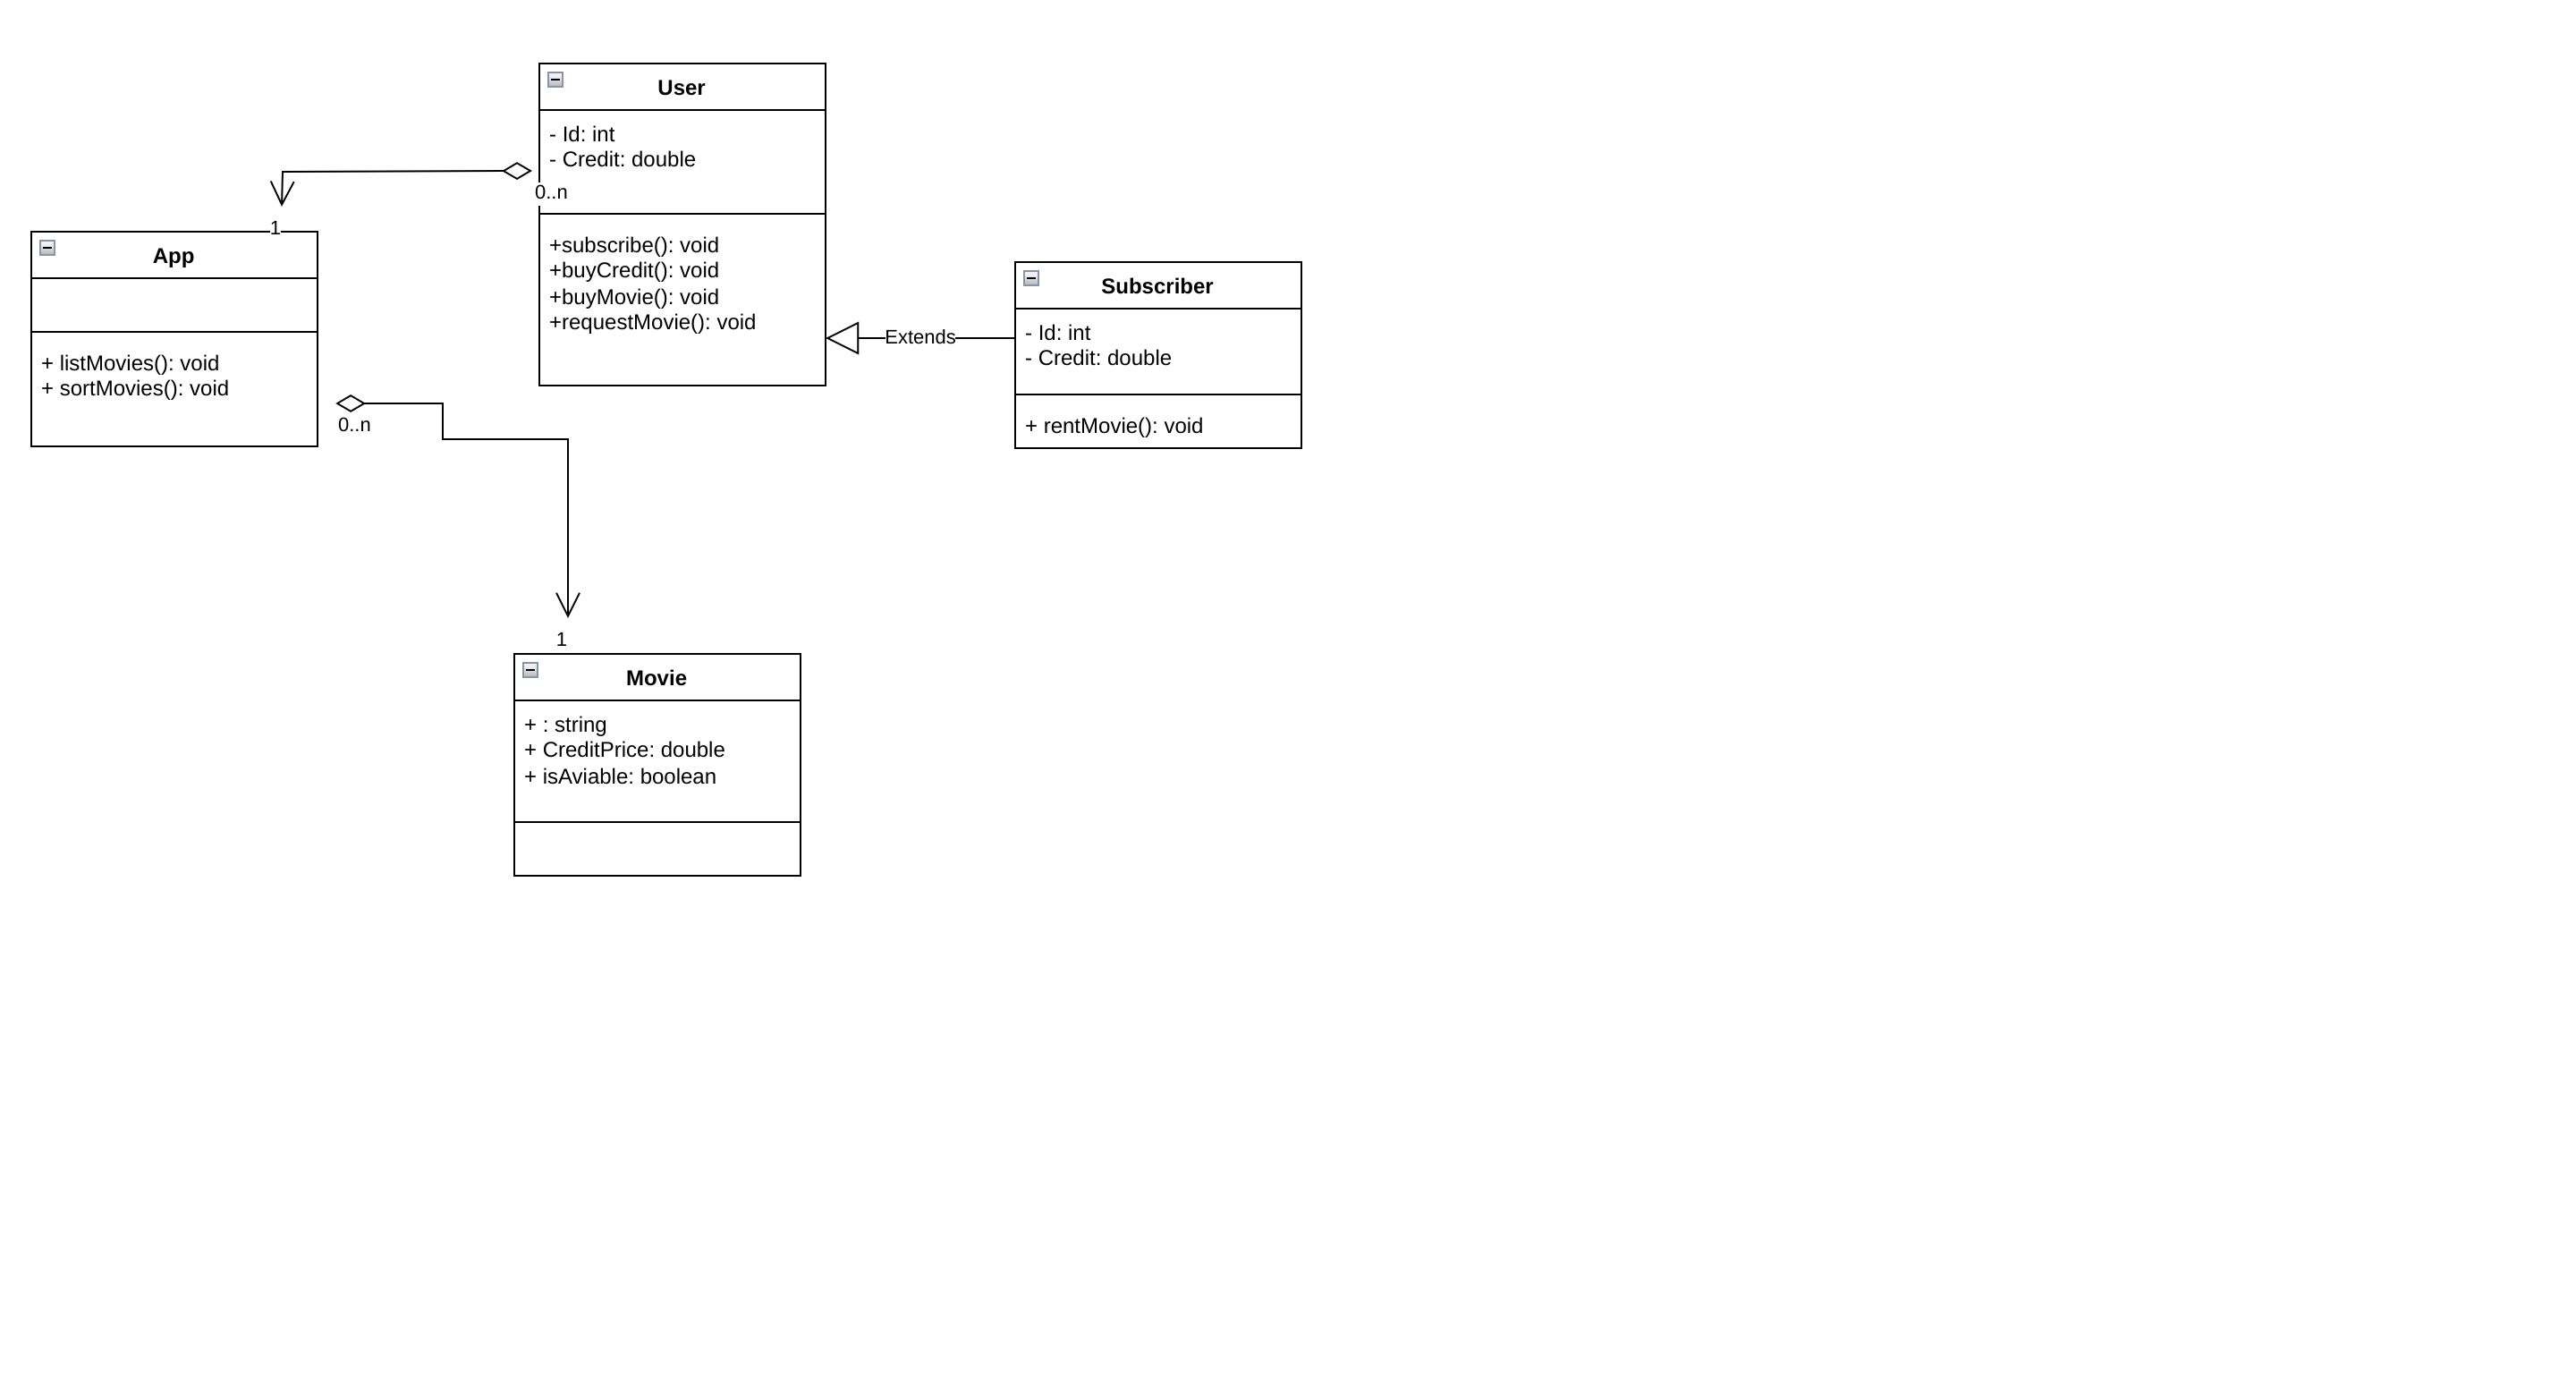 User
- Id: int
- Credit: double
0..n
+subscribe(): void
+buyCredit(): void
+buyMovie(): void
+requestMovie(): void
1
App
+ listMovies(): void
+ sortMovies(): void
0..n
Extends
Subscriber
- Id: int
- Credit: double
+ rentMovie(): void
1
Movie
+ : string
+ CreditPrice: double
+ isAviable: boolean